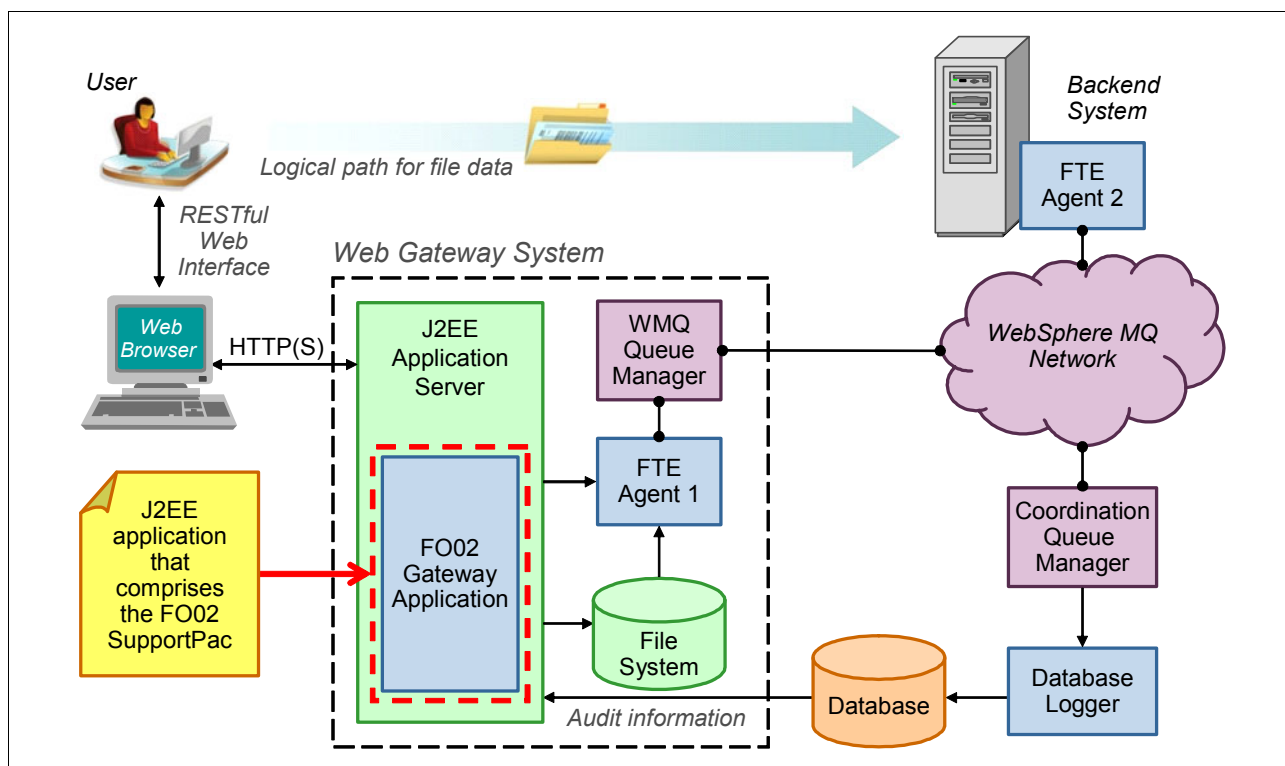 User
Backend
System
Logical path for file data
FTE
Agent 2
RESTful
Web
Interface
Web Gateway System
Web
Browser
HTTP(S)
J2EE
Application
Server
WMQ
Queue
Manager
WebSphere MQ
Network
J2EE
application
that
comprises
the FO02
SupportPac
FO02
Gateway
Application
FTE
Agent 1
File
System
Coordination
Queue
Manager
Audit information
Database
Database
Logger